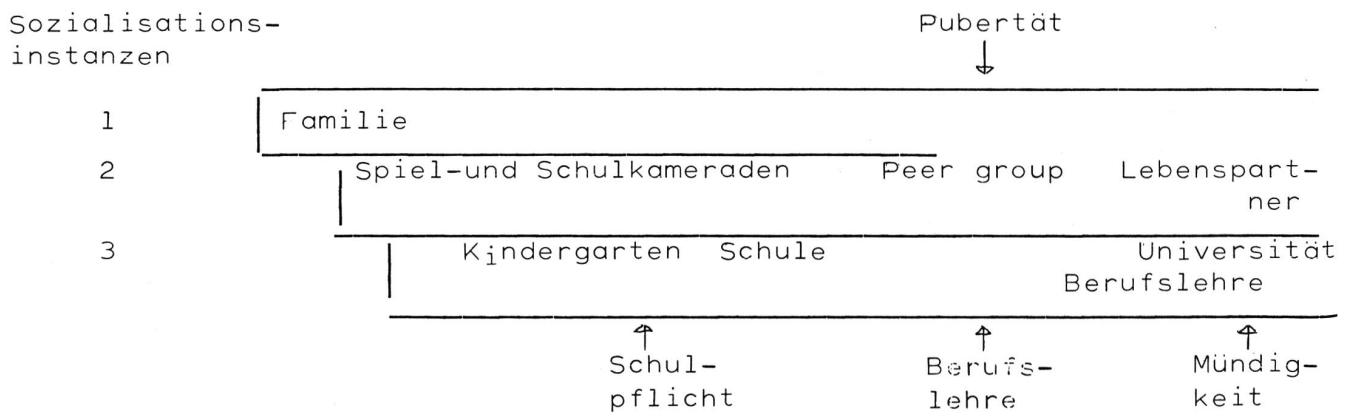 Sozialisations- Pubertät
instanzen
1 Familie
2 Spiel-und Schulkameraden Peer group Lebenspart-
ner
3 Kindergarten Schule Universität
Berufslehre
Schul- Berufs- Mündig-
pflicht lehre keit